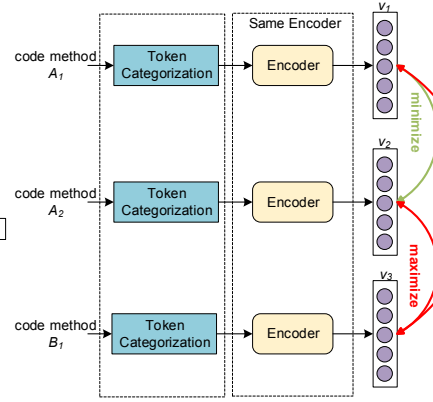 Same Encoder
v1
code method
A1
Token
Categorization
Encoder
minimize
v2
code method
A2
Token
Categorization
Encoder
maximize
v3
code method
B1
Token
Categorization
Encoder